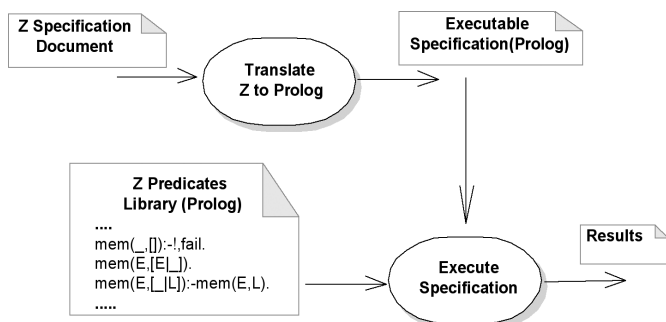 Z Specification
Document
Translate
Z to Prolog
Executable
Specification(Prolog)
Z Predicates
Library (Prolog)
....
mem(_,[]):-!,fail.
mem(E,[E|_]).
mem(E,[_|L]):-mem(E,L).
.....
Execute
Specification
Results